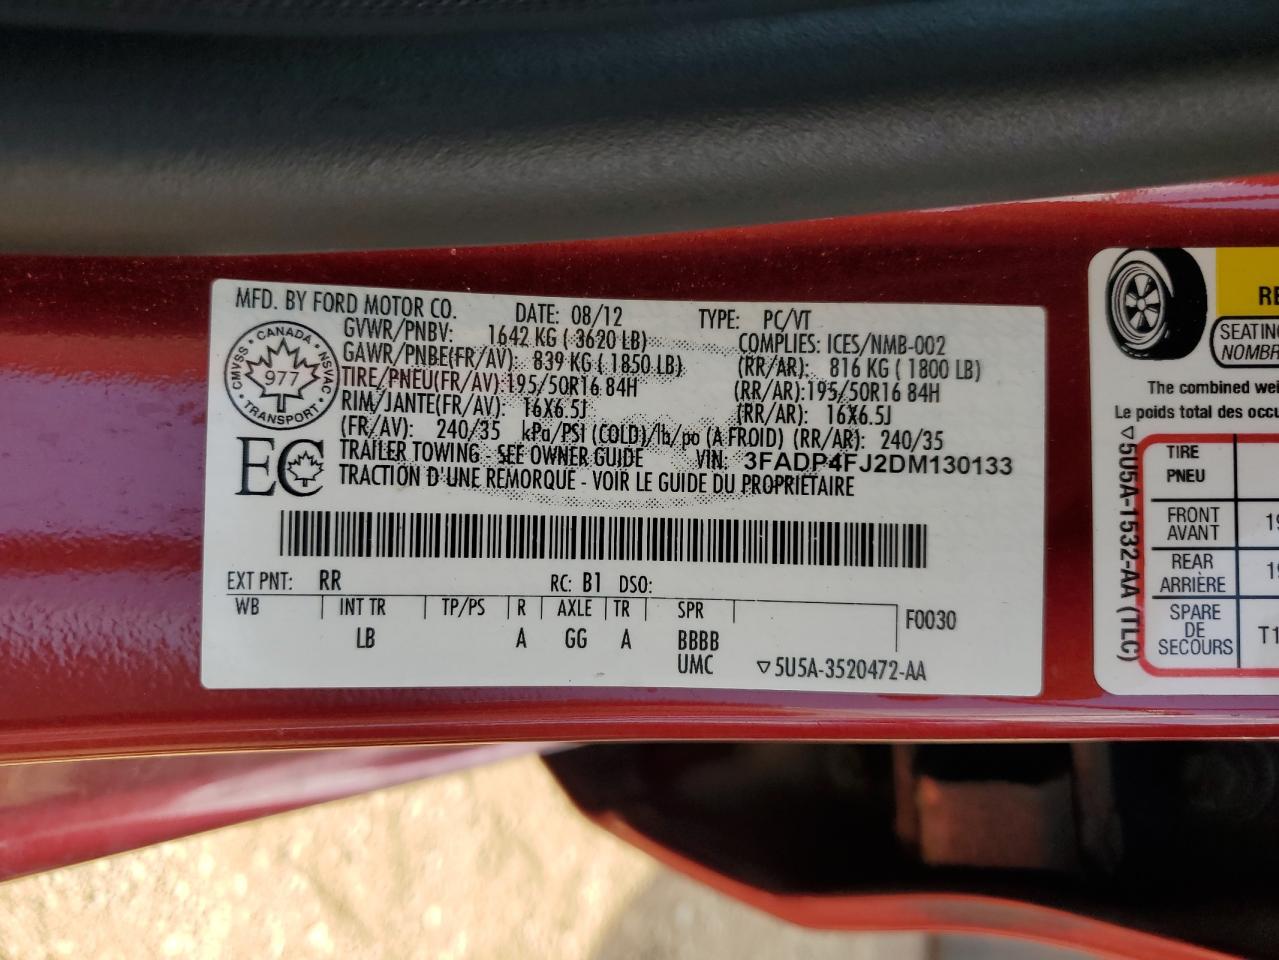 MFD. BY FORD MOTOR CO. DATE: 08/12 TYPE: PC/VT
GVWR/PNBV: 1642 KG ( 3620 LB) COMPLIES: ICES/NMB-002
GAWR/PNBE(FR/AV): 839 KG ( 1850 LB) (RR/AR): 816 KG ( 1800 LB)
TIRE/PNEU(FR/AV):195/50R16 84H (RR/AR):195/50R16 84H
RIM/JANTE(FR/AV): 16X6.5J (RR/AR): 16X6.5J
(FR/AV): 240/35 kPa/PSI (COLD)/lb/po (A FROID) (RR/AR): 240/35
TRAILER TOWING - SEE OWNER GUIDE VIN: 3FADP4FJ2DM130133
TRACTION D'UNE REMORQUE - VOIR LE GUIDE DU PROPRIETAIRE
CANADA
CMVSS • NSVAC
977
TRANSPORT
EC
EXT PNT: RR RC: B1 DSO:
WB INT TR TP/PS R AXLE TR SPR F0030
LB A GG A BBBB
UMC ▽5U5A-3520472-AA
RE
SEATING
NOMBR
The combined wei
Le poids total des occu
▽5U5A-1532-AA (TLC)
TIRE
PNEU
FRONT
AVANT 19
REAR
ARRIÈRE 19
SPARE
DE
SECOURS T1